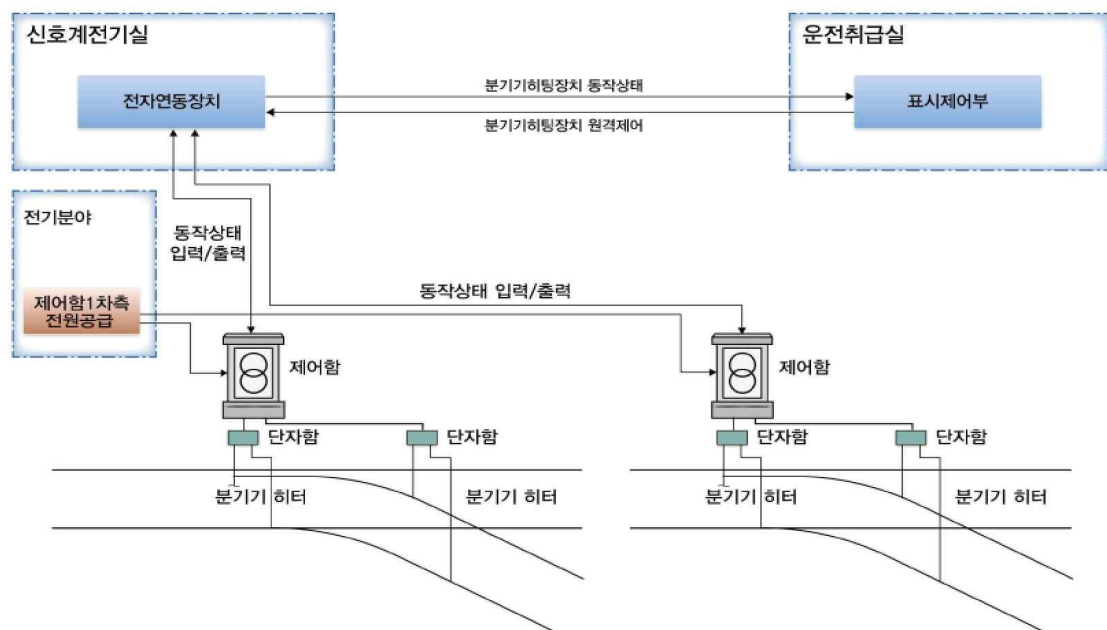 신호계전기실
운전취급실
전자연동장치
분기기히팅장치 동작상태
분기기히팅장치 원격제어
표시제어부
전기분야
동작상태
입력/출력
제어함1차측
전원공급
동작상태 입력/출력
제어함
제어함
단자함
단자함
단자함
단자함
분기기 히터
분기기 히터
분기기 히터
분기기 히터